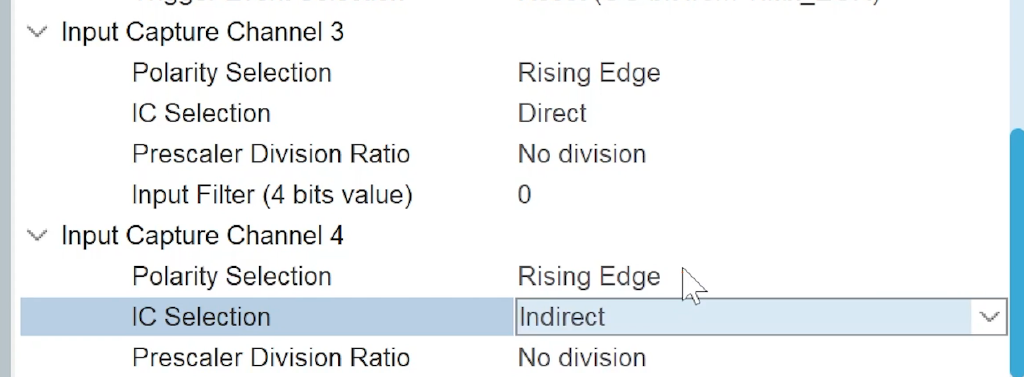 Input Capture Channel 3
Polarity Selection Rising Edge
IC Selection Direct
Prescaler Division Ratio No division
Input Filter (4 bits value) 0
Input Capture Channel 4
Polarity Selection Rising Edge
IC Selection Indirect
Prescaler Division Ratio No division